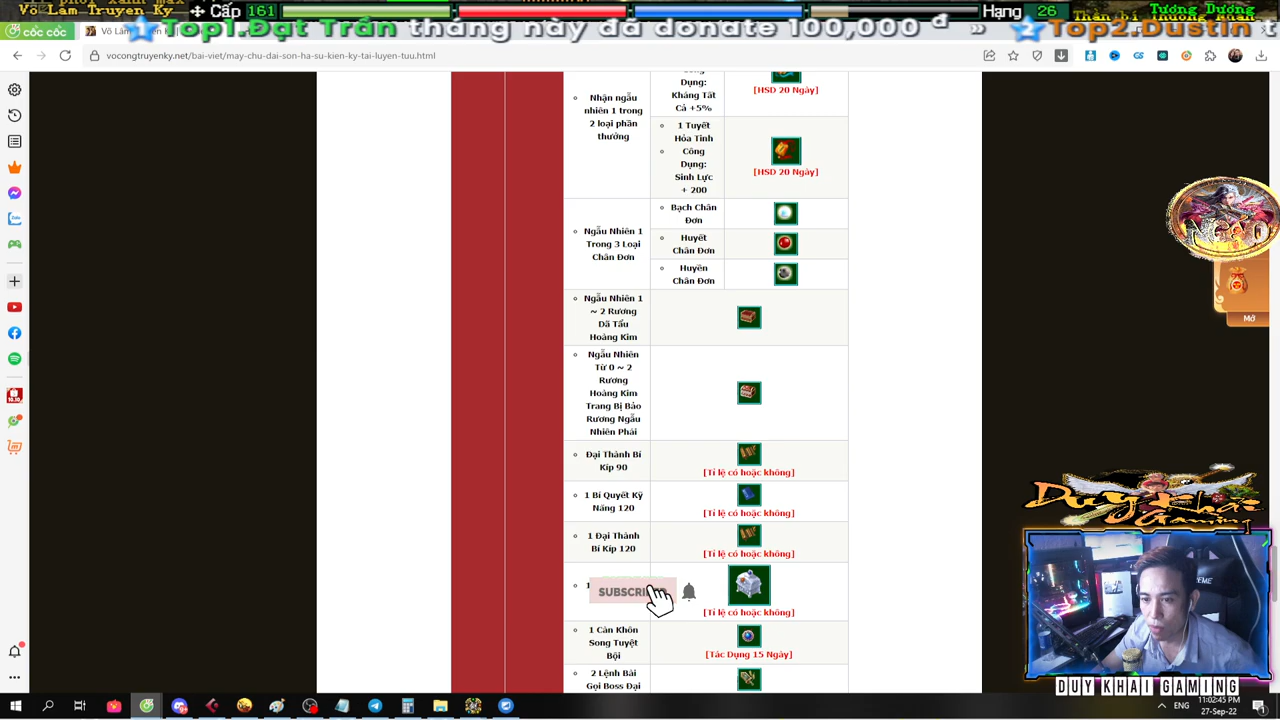 Võ Lâm Truyền Kỳ
Cấp 161
Hạng 26
Tương Dương
Top1.Đạt Trần tháng này đã donate 100,000 đ » Top2.Dustin t
cốc cốc
vocongtruyenky.net/bai-viet/may-chu-dai-son-ha-su-kien-ky-tai-luyen-tuu.html
Nhận ngẫu
nhiên 1 trong
2 loại phần
thưởng
Dụng:
Kháng Tất
Cả +5%
[HSD 20 Ngày]
1 Tuyết
Hỏa Tinh
Công
Dụng:
Sinh Lực
+ 200
[HSD 20 Ngày]
Ngẫu Nhiên 1
Trong 3 Loại
Chân Đơn
Bạch Chân
Đơn
Huyết
Chân Đơn
Huyền
Chân Đơn
Ngẫu Nhiên 1
~ 2 Rương
Dã Tẩu
Hoàng Kim
Ngẫu Nhiên
Từ 0 ~ 2
Rương
Hoàng Kim
Trang Bị Bảo
Rương Ngẫu
Nhiên Phái
Đại Thành Bí
Kíp 90
[Tỉ lệ có hoặc không]
1 Bí Quyết Kỹ
Năng 120
[Tỉ lệ có hoặc không]
1 Đại Thành
Bí Kíp 120
[Tỉ lệ có hoặc không]
1
SUBSCRIBE
[Tỉ lệ có hoặc không]
1 Càn Khôn
Song Tuyệt
Bội
[Tác Dụng 15 Ngày]
2 Lệnh Bài
Gọi Boss Đại
NGO
Mở
Duy Khai
Gaming
DUY KHAI GAMING
ENG
11:02:45 PM
27-Sep-22